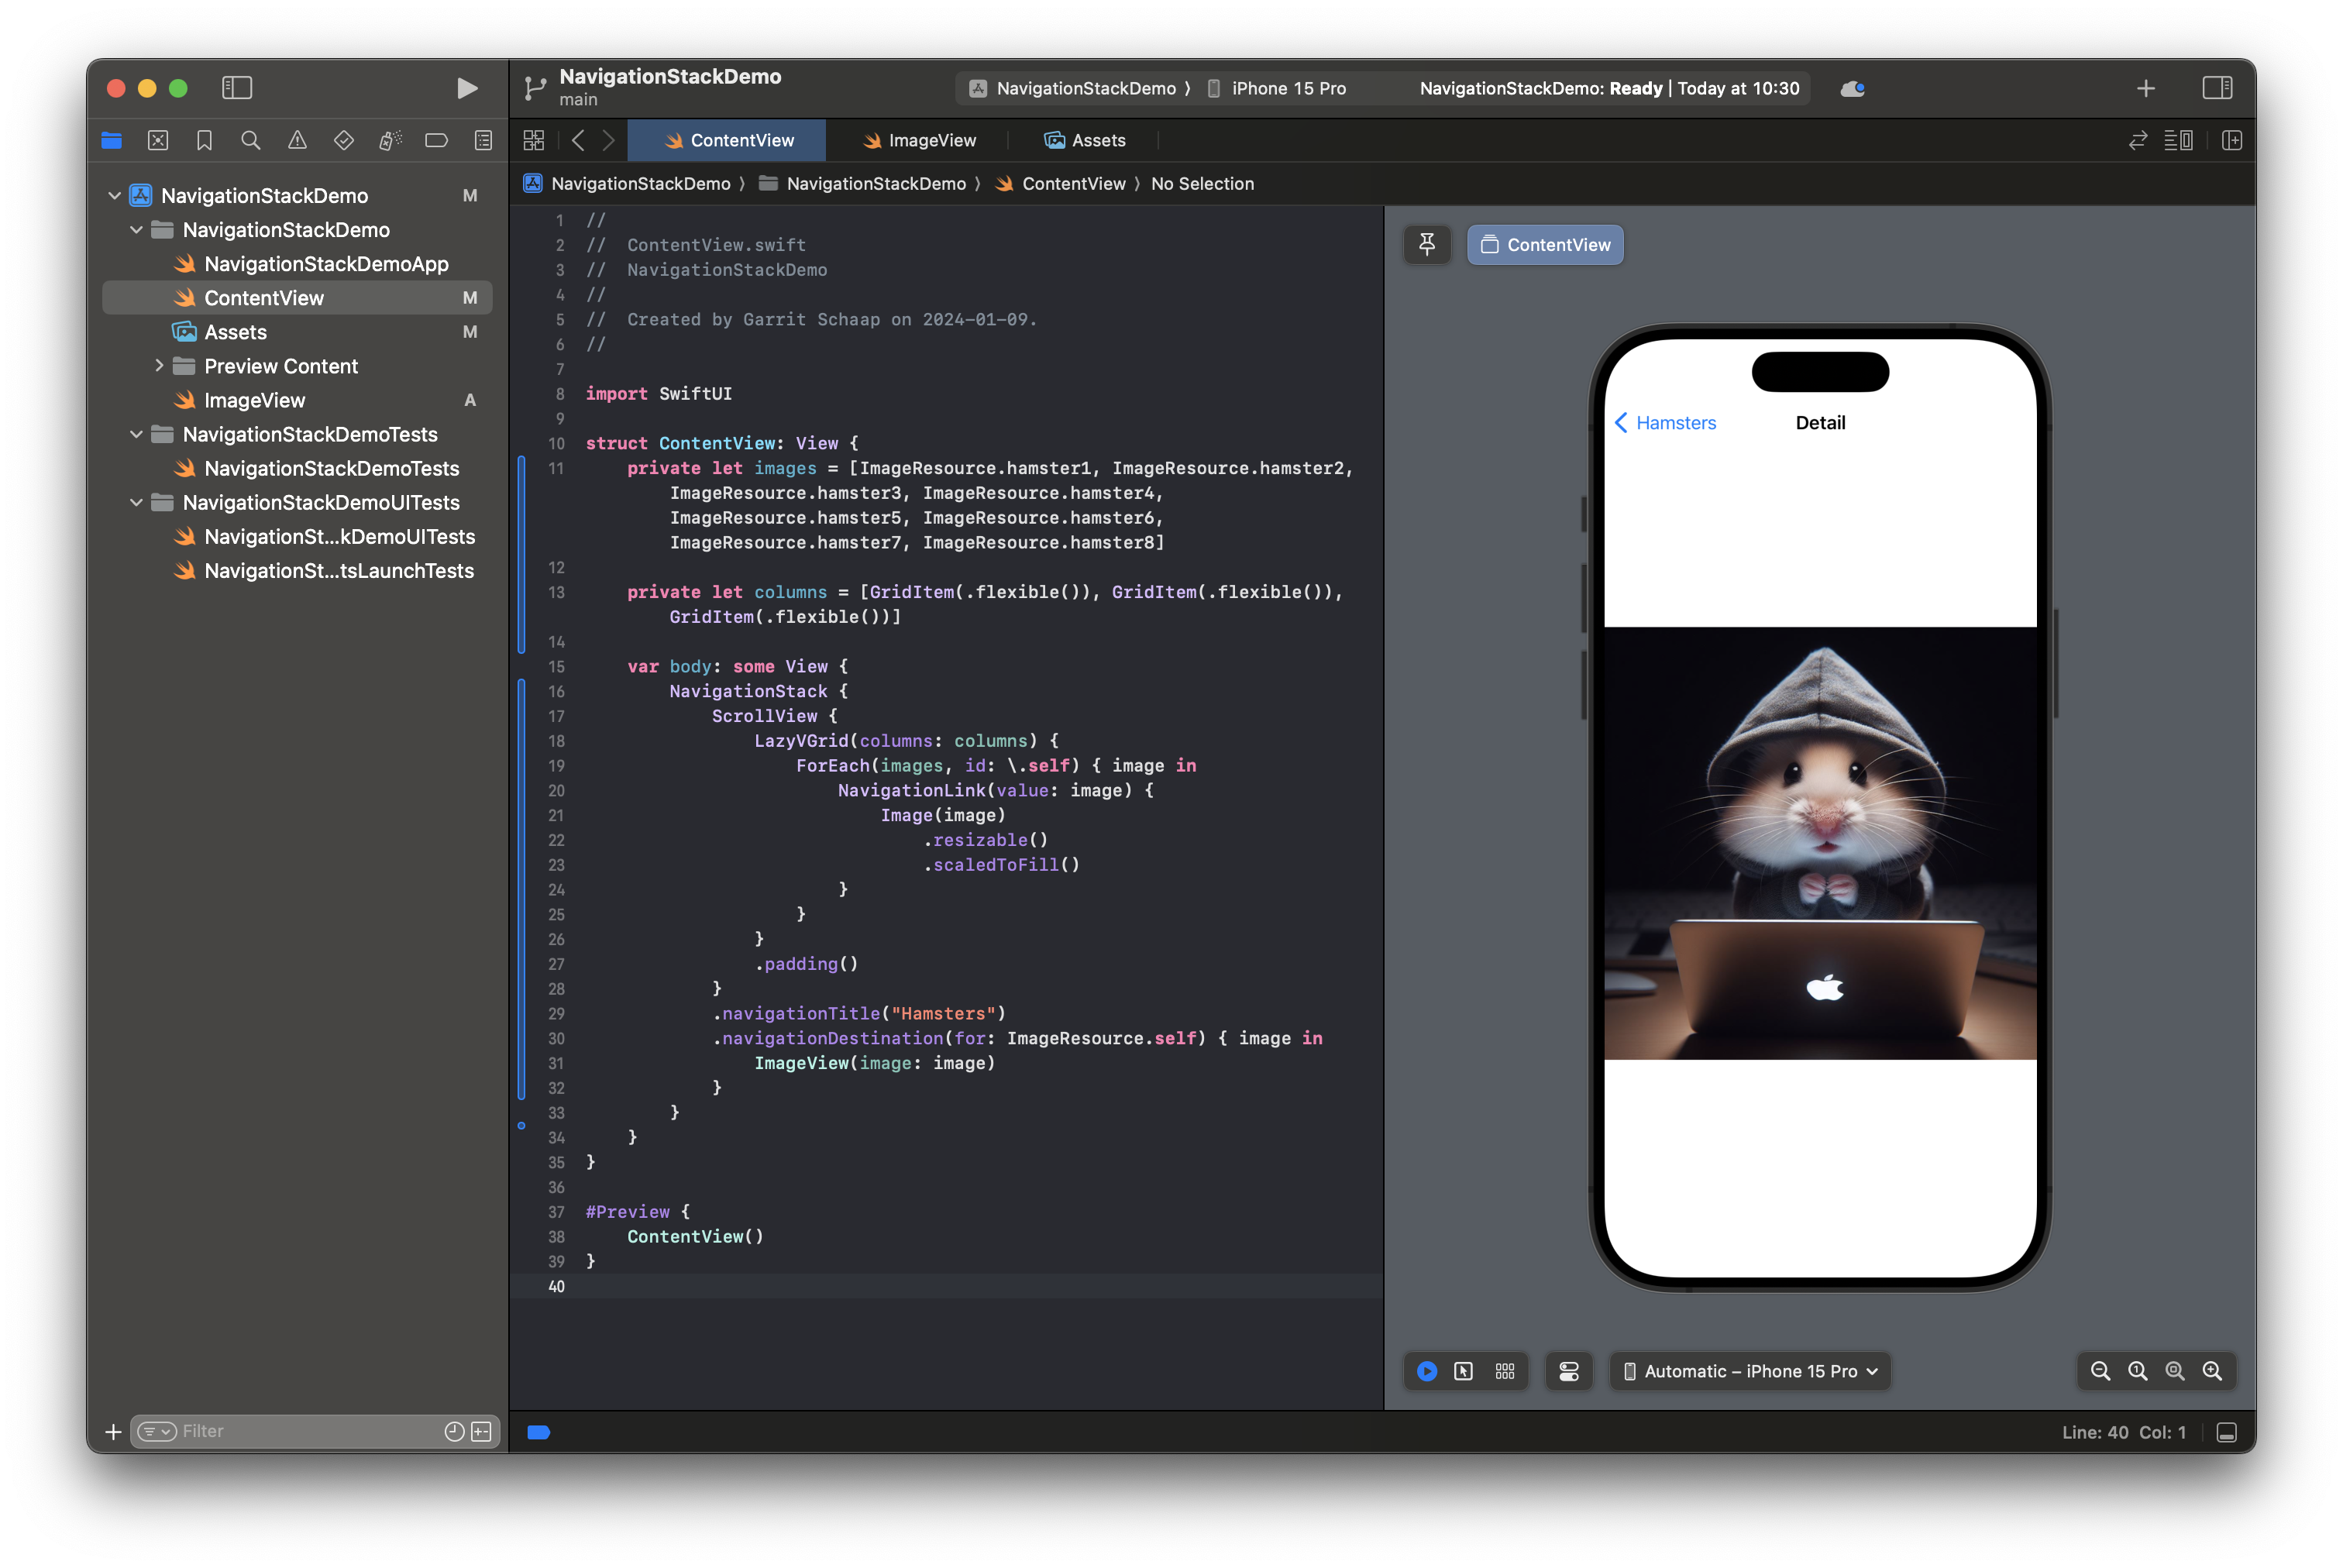 NavigationStackDemo
main
NavigationStackDemo 〉 iPhone 15 Pro
NavigationStackDemo: Ready | Today at 10:30
ContentView
ImageView
Assets
NavigationStackDemo 〉 NavigationStackDemo 〉 ContentView 〉 No Selection
NavigationStackDemo M
NavigationStackDemo
NavigationStackDemoApp
ContentView M
Assets M
Preview Content
ImageView A
NavigationStackDemoTests
NavigationStackDemoTests
NavigationStackDemoUITests
NavigationSt...kDemoUITests
NavigationSt...tsLaunchTests
Filter
1 //
2 //  ContentView.swift
3 //  NavigationStackDemo
4 //
5 //  Created by Garrit Schaap on 2024-01-09.
6 //
7
8 import SwiftUI
9
10 struct ContentView: View {
11     private let images = [ImageResource.hamster1, ImageResource.hamster2,
ImageResource.hamster3, ImageResource.hamster4,
ImageResource.hamster5, ImageResource.hamster6,
ImageResource.hamster7, ImageResource.hamster8]
12
13     private let columns = [GridItem(.flexible()), GridItem(.flexible()),
GridItem(.flexible())]
14
15     var body: some View {
16         NavigationStack {
17             ScrollView {
18                 LazyVGrid(columns: columns) {
19                     ForEach(images, id: \.self) { image in
20                         NavigationLink(value: image) {
21                             Image(image)
22                                 .resizable()
23                                 .scaledToFill()
24                         }
25                     }
26                 }
27                 .padding()
28             }
29             .navigationTitle("Hamsters")
30             .navigationDestination(for: ImageResource.self) { image in
31                 ImageView(image: image)
32             }
33         }
34     }
35 }
36
37 #Preview {
38     ContentView()
39 }
40
ContentView
Hamsters
Detail
Automatic – iPhone 15 Pro
Line: 40 Col: 1